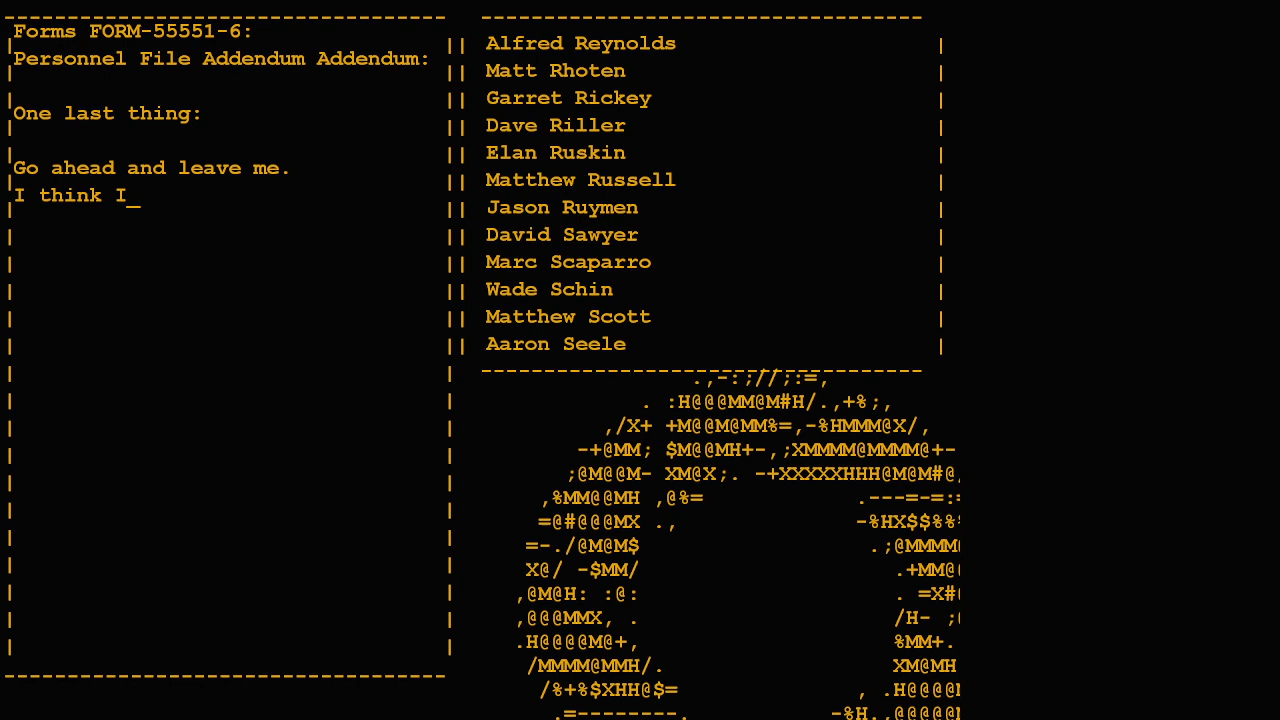 Forms FORM-55551-6:
Personnel File Addendum Addendum:
One last thing:
Go ahead and leave me.
I think I_
Alfred Reynolds
Matt Rhoten
Garret Rickey
Dave Riller
Elan Ruskin
Matthew Russell
Jason Ruymen
David Sawyer
Marc Scaparro
Wade Schin
Matthew Scott
Aaron Seele